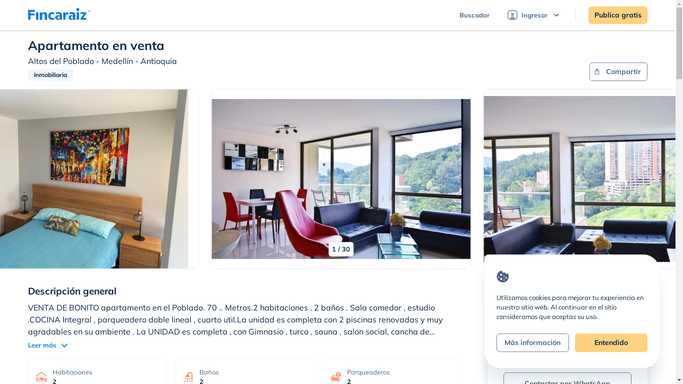 Fincaraiz
Buscador
Ingresar
Publica gratis
Apartamento en venta
Altos del Poblado - Medellín - Antioquia
Compartir
Inmobiliaria
1 / 30
Descripción general
VENTA DE BONITO apartamento en el Poblado. 70 .. Metros.2 habitaciones , 2 baños . Sala comedor , estudio
.COCINA Integral , parqueadero doble lineal , cuarto util.La unidad es completa con 2 piscinas renovadas y muy
agradables en su ambiente . La UNIDAD es completa , con Gimnasio , turco , sauna , salon social, cancha de...
Leer más
Habitaciones
2
Baños
2
Parqueaderos
2
Utilizamos cookies para mejorar tu experiencia en
nuestro sitio web. Al continuar en el sitio
consideramos que aceptas su uso.
Más información
Entendido
Contactar por WhatsApp